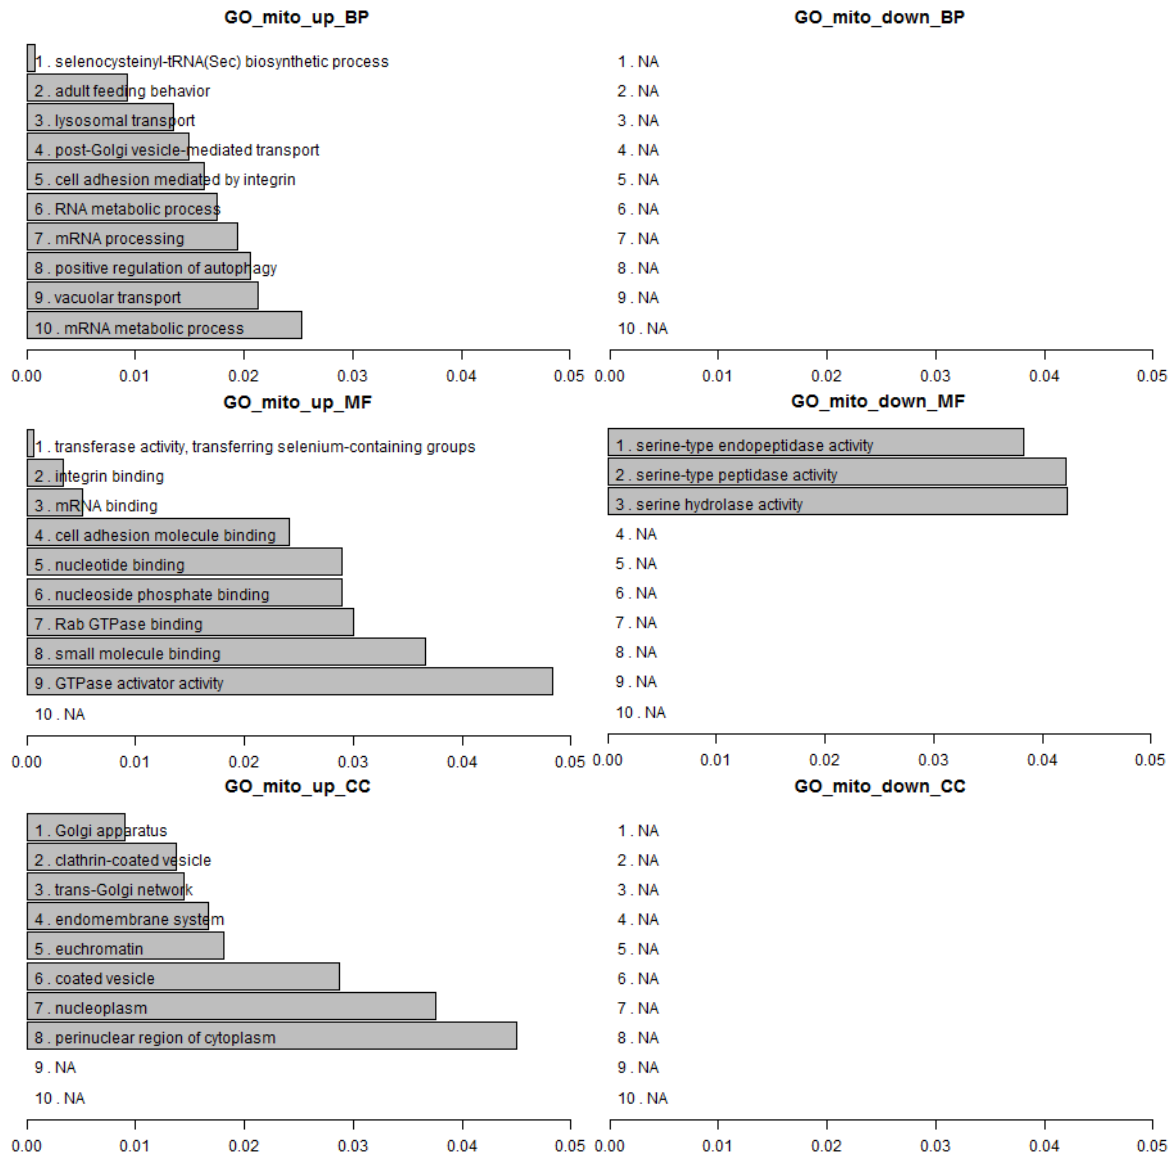 GO_mito_up_BP
1 . selenocysteinyl-tRNA(Sec) biosynthetic process
2 . adult feeding behavior
3 . lysosomal transport
4 . post-Golgi vesicle-mediated transport
5 . cell adhesion mediated by integrin
6 . RNA metabolic process
7 . mRNA processing
8 . positive regulation of autophagy
9 . vacuolar transport
10 . mRNA metabolic process
0.00 0.01 0.02 0.03 0.04 0.05
GO_mito_down_BP
1 . NA
2 . NA
3 . NA
4 . NA
5 . NA
6 . NA
7 . NA
8 . NA
9 . NA
10 . NA
0.00 0.01 0.02 0.03 0.04 0.05
GO_mito_up_MF
1 . transferase activity, transferring selenium-containing groups
2 . integrin binding
3 . mRNA binding
4 . cell adhesion molecule binding
5 . nucleotide binding
6 . nucleoside phosphate binding
7 . Rab GTPase binding
8 . small molecule binding
9 . GTPase activator activity
10 . NA
0.00 0.01 0.02 0.03 0.04 0.05
GO_mito_down_MF
1 . serine-type endopeptidase activity
2 . serine-type peptidase activity
3 . serine hydrolase activity
4 . NA
5 . NA
6 . NA
7 . NA
8 . NA
9 . NA
10 . NA
0.00 0.01 0.02 0.03 0.04 0.05
GO_mito_up_CC
1 . Golgi apparatus
2 . clathrin-coated vesicle
3 . trans-Golgi network
4 . endomembrane system
5 . euchromatin
6 . coated vesicle
7 . nucleoplasm
8 . perinuclear region of cytoplasm
9 . NA
10 . NA
0.00 0.01 0.02 0.03 0.04 0.05
GO_mito_down_CC
1 . NA
2 . NA
3 . NA
4 . NA
5 . NA
6 . NA
7 . NA
8 . NA
9 . NA
10 . NA
0.00 0.01 0.02 0.03 0.04 0.05